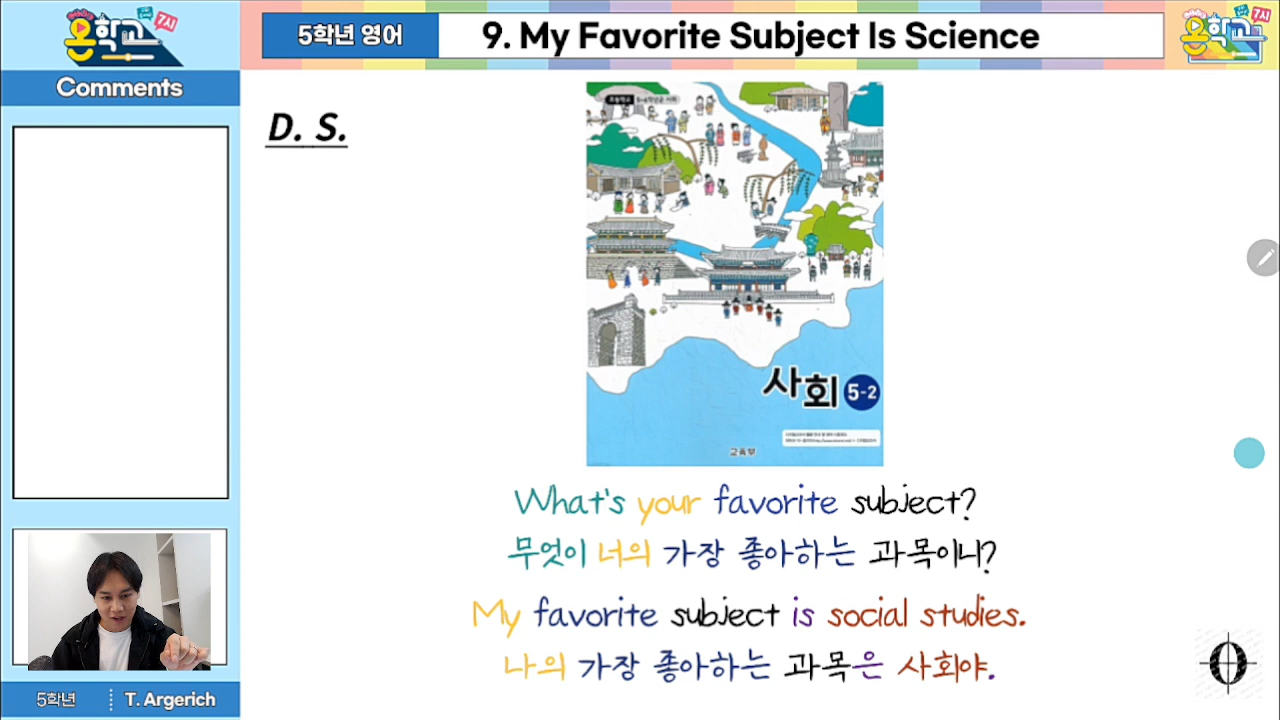 온학교 7시
5학년 영어
9. My Favorite Subject Is Science
온학교 7시
Comments
D. S.
사회 5-2
교육부
What's your favorite subject?
무엇이 너의 가장 좋아하는 과목이니?
My favorite subject is social studies.
나의 가장 좋아하는 과목은 사회야.
5학년
T. Argerich